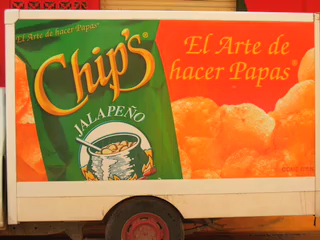 El Arte de hacer Papas®
Chip's®
JALAPEÑO
El Arte de
hacer Papas®